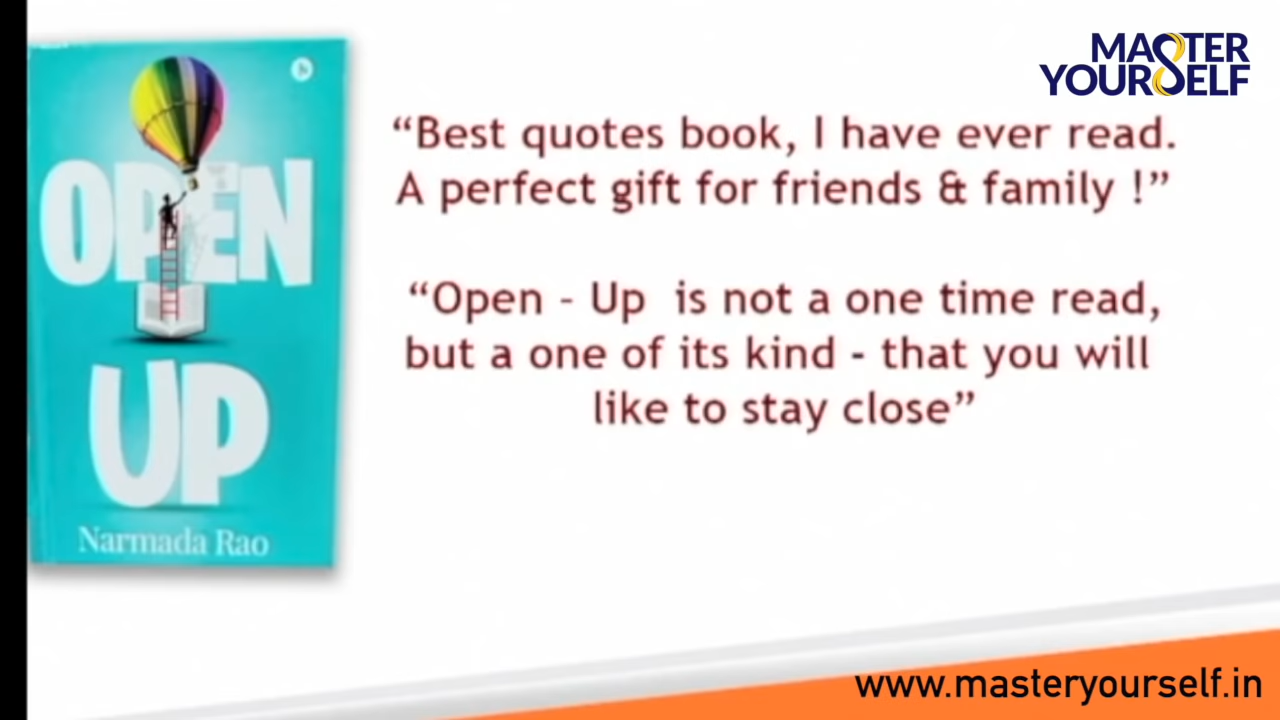 OPEN
UP
Narmada Rao
MASTER
YOURSELF
“Best quotes book, I have ever read.
A perfect gift for friends & family !”
“Open - Up is not a one time read,
but a one of its kind - that you will
like to stay close”
www.masteryourself.in